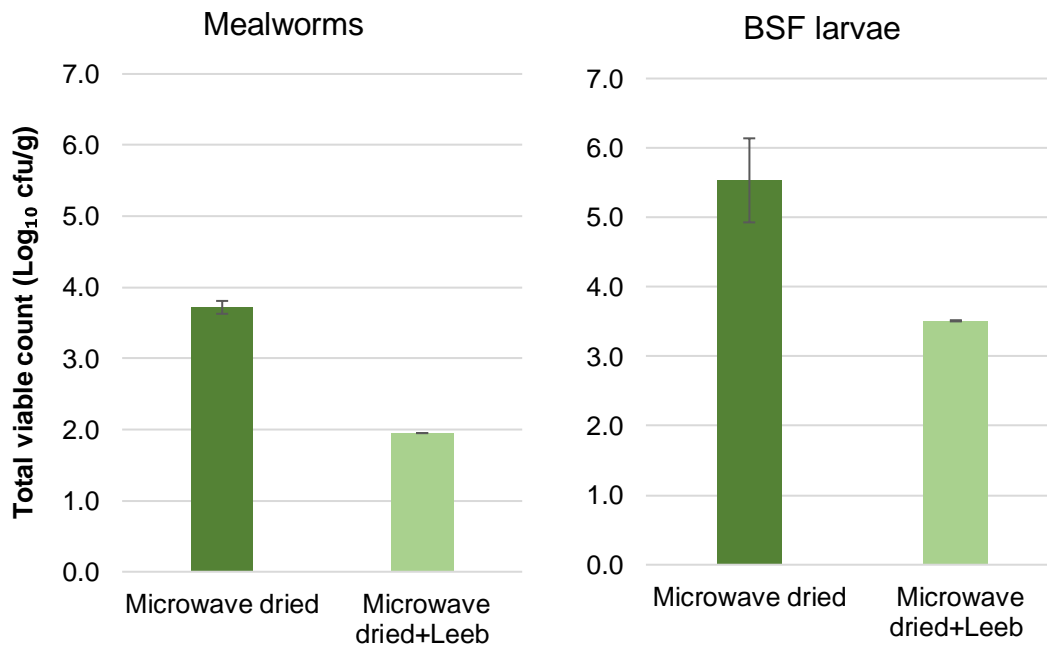 Mealworms
Total viable count (Log₁₀ cfu/g)
7.0
6.0
5.0
4.0
3.0
2.0
1.0
0.0
Microwave dried
Microwave
dried+Leeb
BSF larvae
7.0
6.0
5.0
4.0
3.0
2.0
1.0
0.0
Microwave dried
Microwave
dried+Leeb